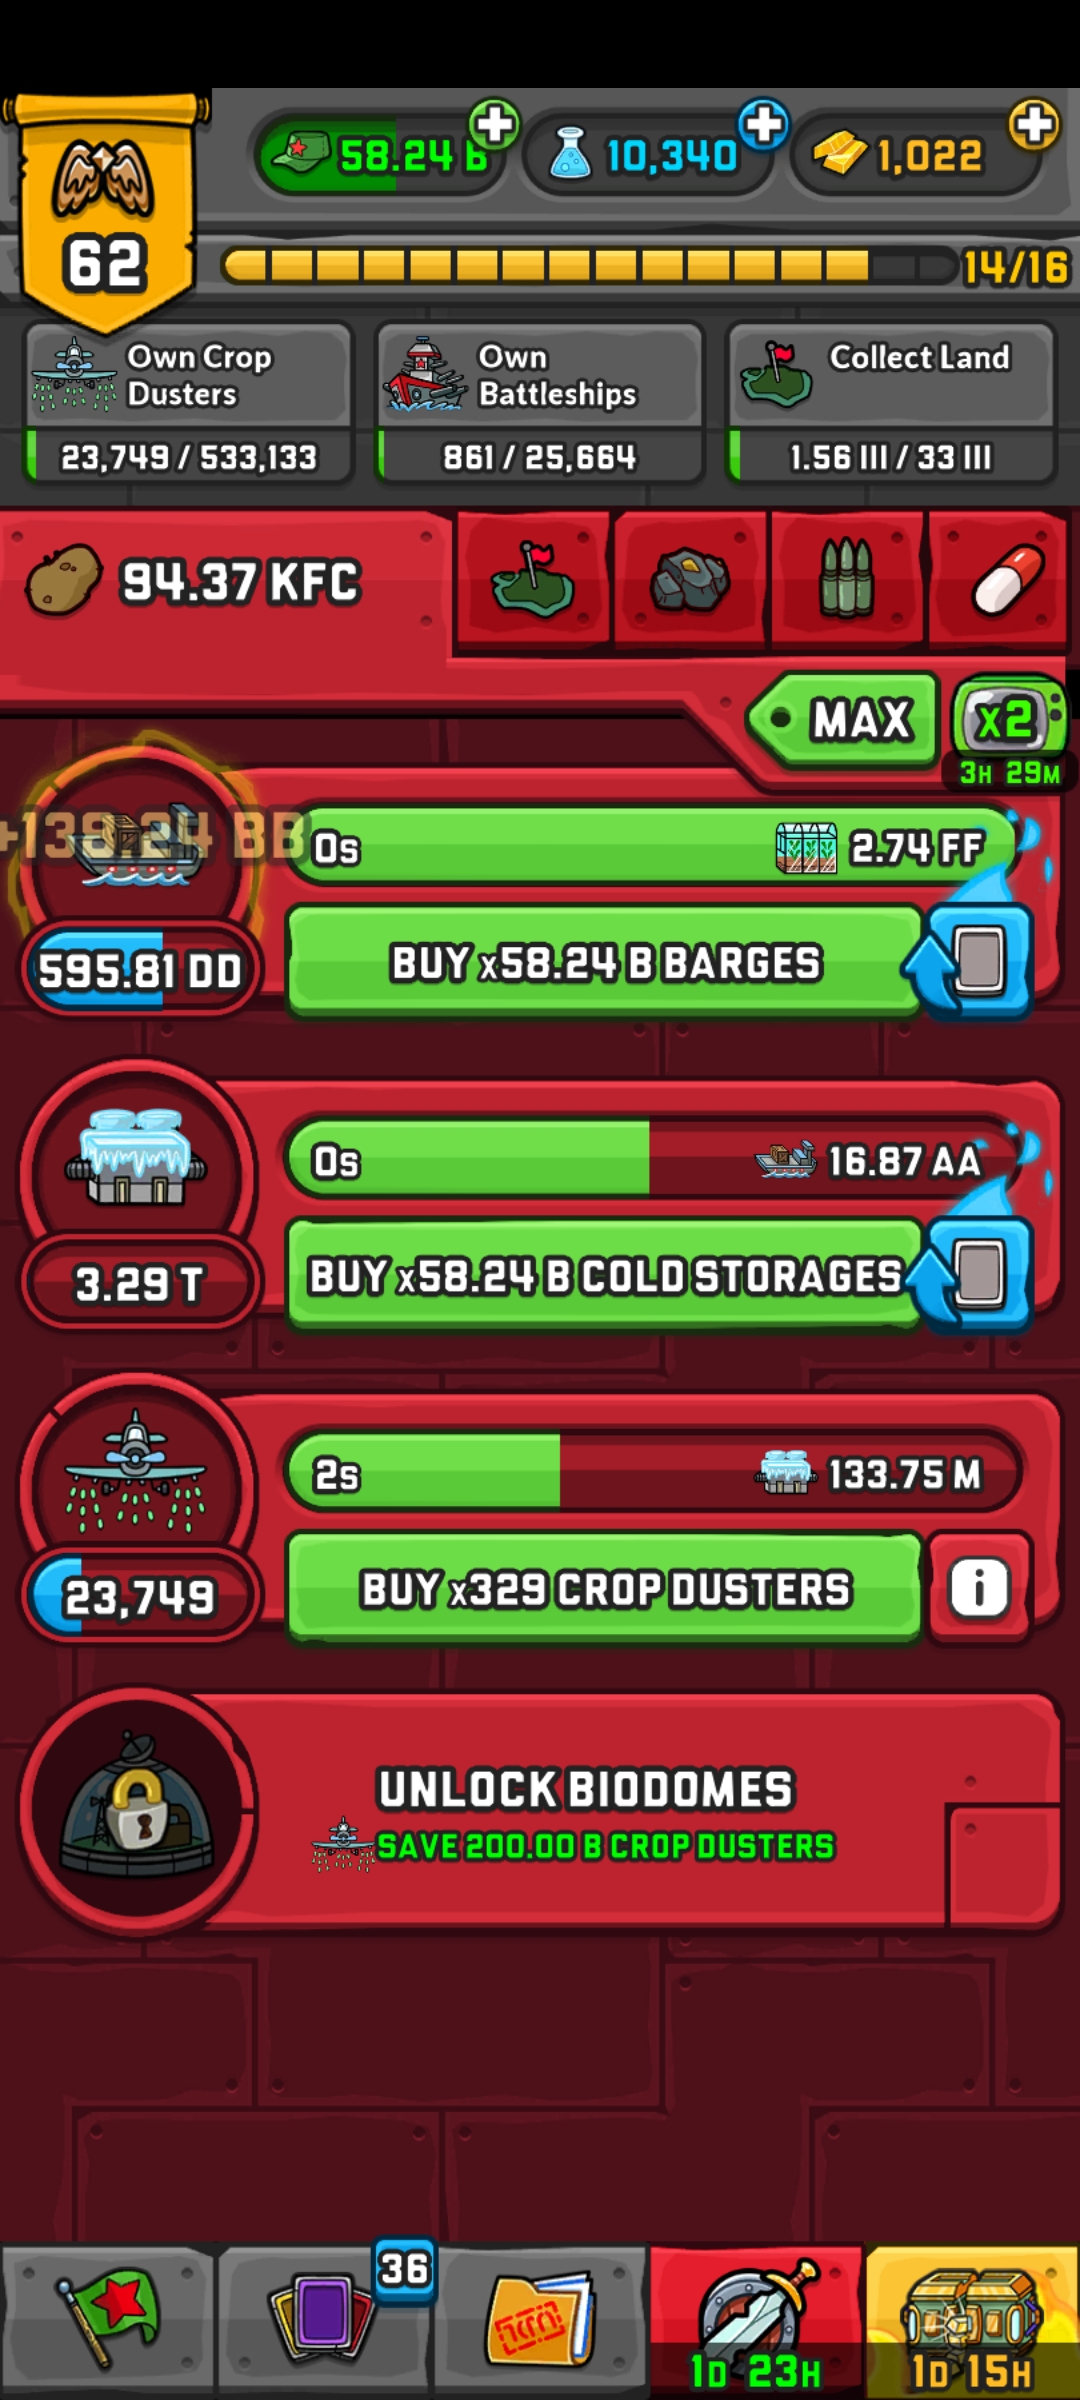 58.24 B
10,340
1,022
62
14/16
Own Crop
Dusters
23,749 / 533,133
Own
Battleships
861 / 25,664
Collect Land
1.56 III / 33 III
94.37 KFC
MAX
x2
3H 29M
+139.24 BB
0s
2.74 FF
595.81 DD
BUY x58.24 B BARGES
0s
16.87 AA
3.29 T
BUY x58.24 B COLD STORAGES
2s
133.75 M
23,749
BUY x329 CROP DUSTERS
i
UNLOCK BIODOMES
SAVE 200.00 B CROP DUSTERS
36
1D 23H
1D 15H